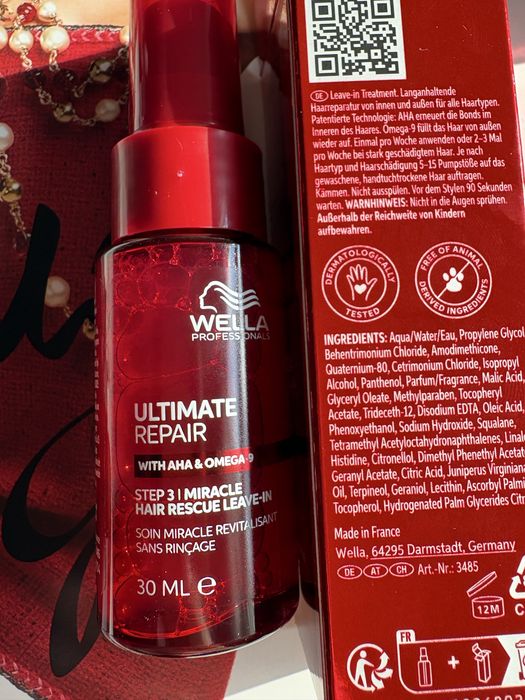 WELLA
PROFESSIONALS
ULTIMATE
REPAIR
WITH AHA & OMEGA-9
STEP 3 | MIRACLE
HAIR RESCUE LEAVE-IN
SOIN MIRACLE REVITALISANT
SANS RINÇAGE
30 ML e
DE Leave-in Treatment. Langanhaltende
Haarreparatur von innen und außen für alle Haartypen.
Patentierte Technologie: AHA erneuert die Bonds im
Inneren des Haares. Omega-9 füllt das Haar von außen
wieder auf. Einmal pro Woche anwenden oder 2–3 Mal
pro Woche bei stark geschädigtem Haar. Je nach
Haartyp und Haarschädigung 5–15 Pumpstöße auf das
gewaschene, handtuchtrockene Haar auftragen.
Kämmen. Nicht ausspülen. Vor dem Stylen 90 Sekunden
warten. WARNHINWEIS: Nicht in die Augen sprühen.
Außerhalb der Reichweite von Kindern
aufbewahren.
DERMATOLOGICALLY
TESTED
FREE OF ANIMAL
DERIVED INGREDIENTS
INGREDIENTS: Aqua/Water/Eau, Propylene Glycol,
Behentrimonium Chloride, Amodimethicone,
Quaternium-80, Cetrimonium Chloride, Isopropyl
Alcohol, Panthenol, Parfum/Fragrance, Malic Acid,
Glyceryl Oleate, Methylparaben, Tocopheryl
Acetate, Trideceth-12, Disodium EDTA, Oleic Acid,
Phenoxyethanol, Sodium Hydroxide, Squalane,
Tetramethyl Acetyloctahydronaphthalenes,
Histidine, Citronellol, Dimethyl Phenethyl
Geranyl Acetate, Citric Acid, Juniperus
Oil, Terpineol, Geraniol, Lecithin, Ascorbyl
Tocopherol, Hydrogenated Palm Glycerides
Made in France
Wella, 64295 Darmstadt, Germany
DE AT CH Art.-Nr.: 3485
12M
FR
+